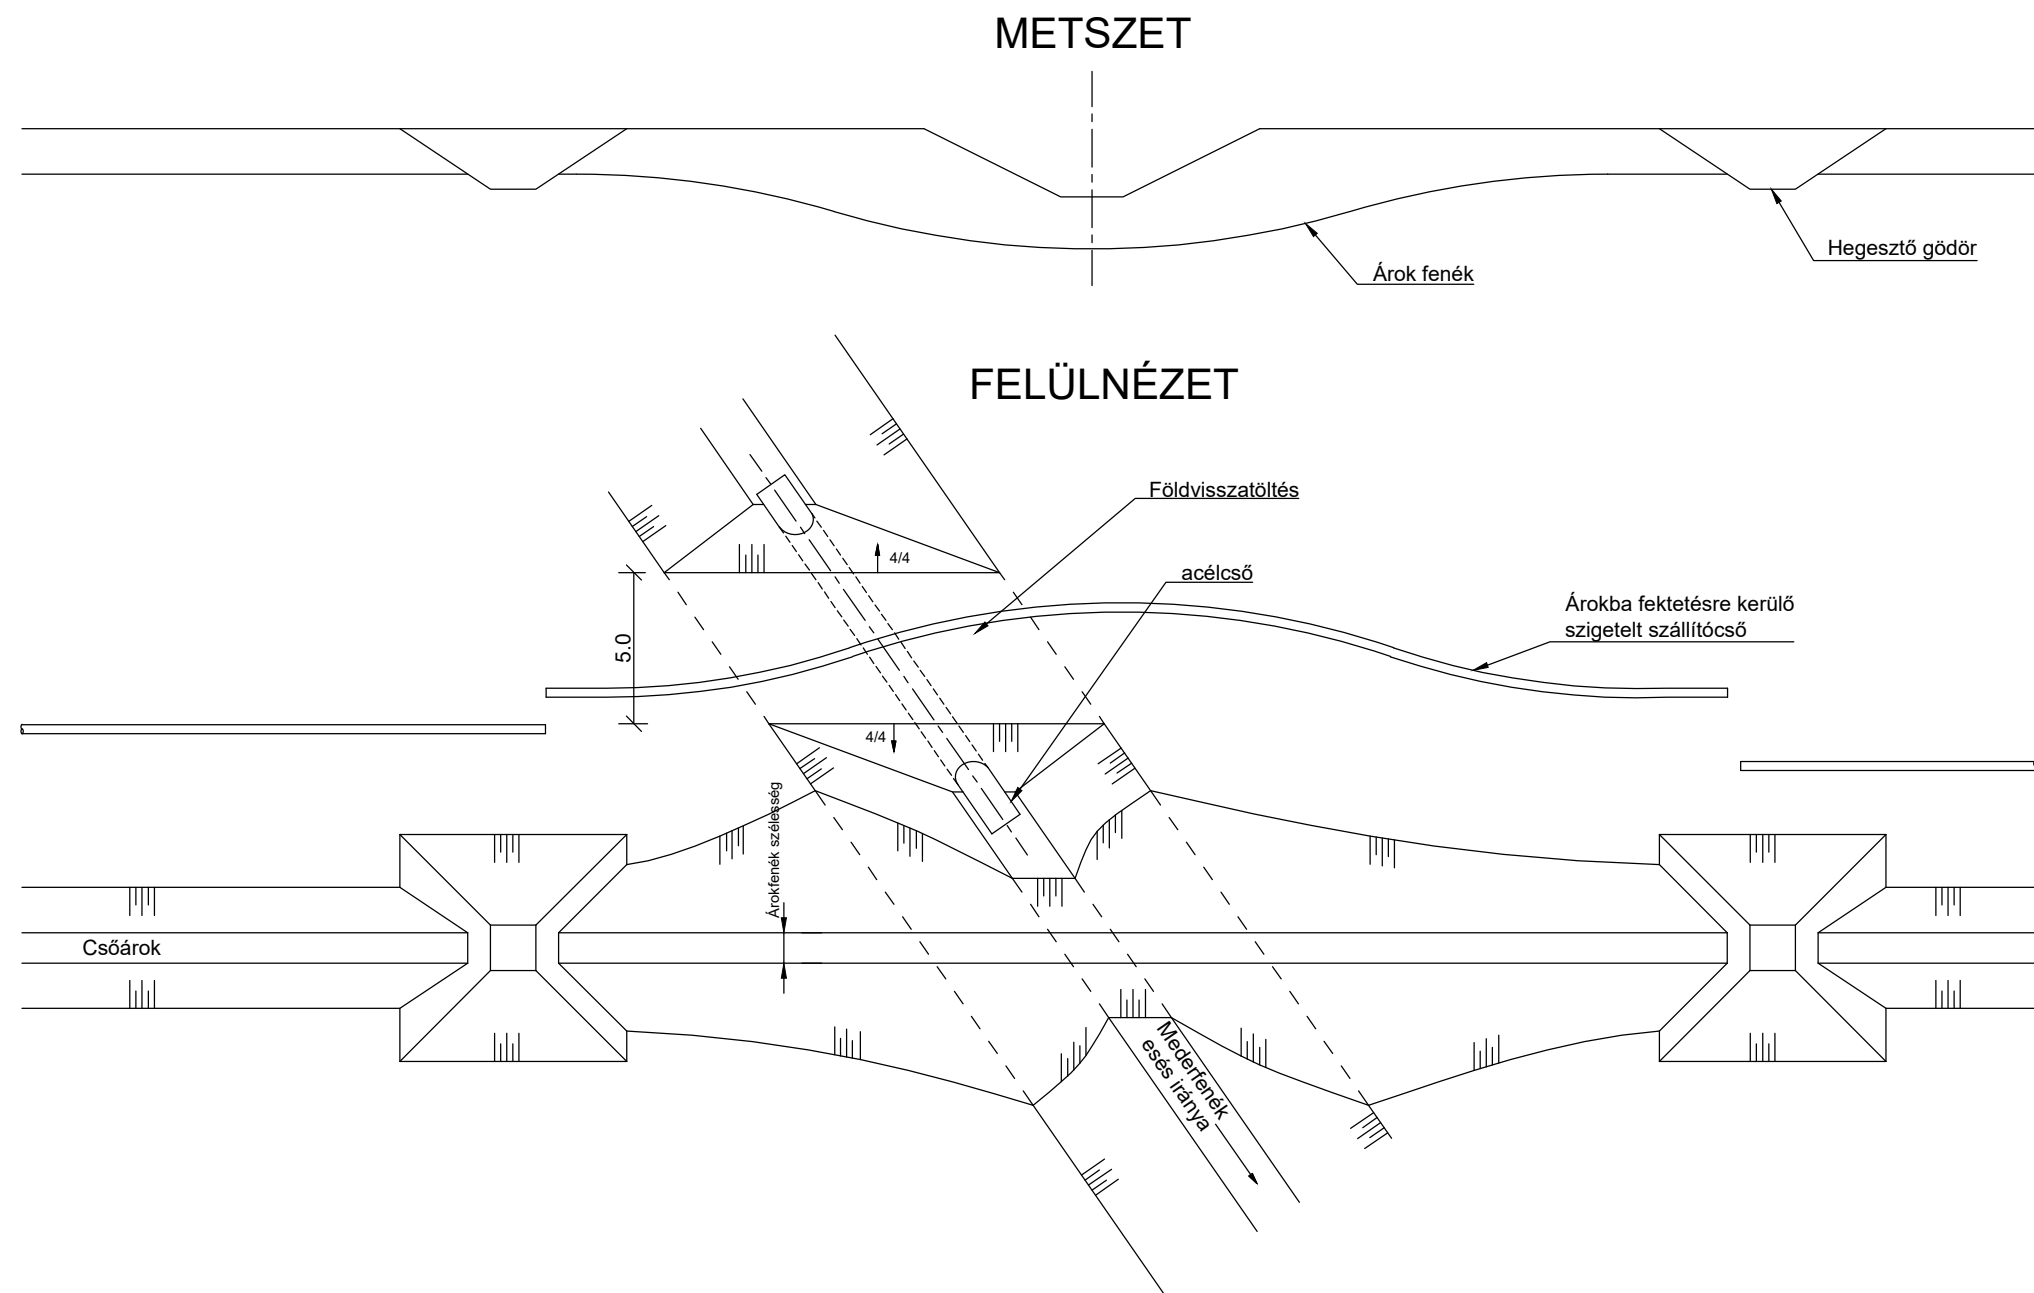 METSZET
Hegesztő gödör
Árok fenék
FELÜLNÉZET
Földvisszatöltés
4/4
acélcső
Árokba fektetésre kerülő
szigetelt szállítócső
5.0
4/4
Árokfenék szélesség
Csőárok
Mederfenék
esés iránya